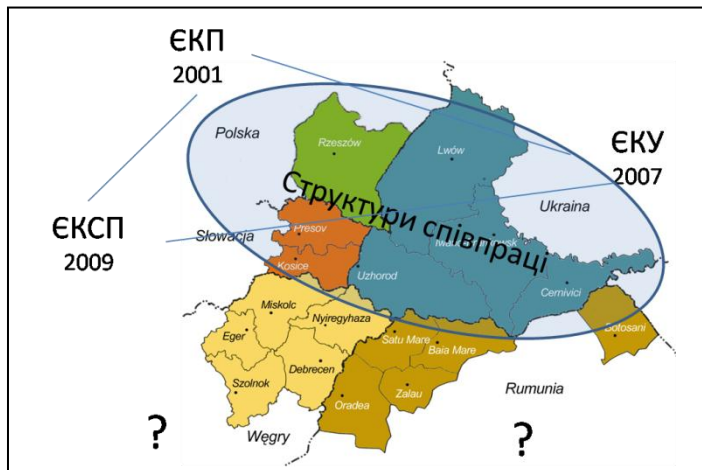 ЄКП
2001
Polska
Rzeszów
Lwów
ЄКУ
2007
Структури співпраці
Ukraina
ЄКСП
2009
Słowacja
Presov
Kosice
Uzhorod
Cernivici
Miskolc
Nyiregyhaza
Botosani
Eger
Satu Mare
Baia Mare
Debrecen
Szolnok
Oradea
Zalau
Rumunia
Węgry
?
?